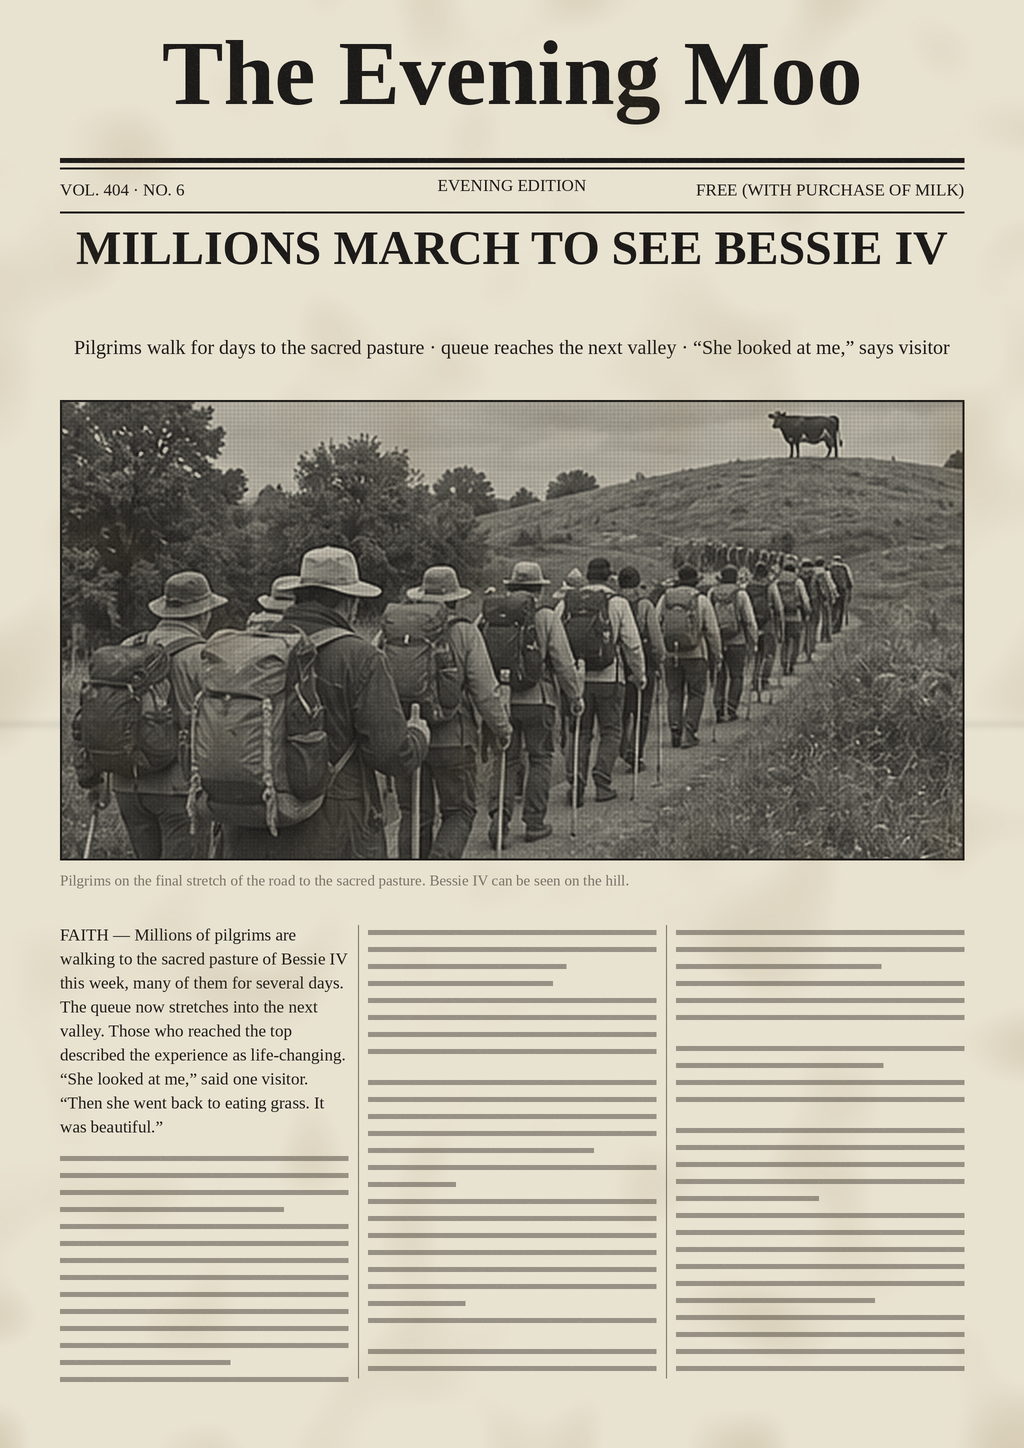 The Evening Moo
VOL. 404 · NO. 6
EVENING EDITION
FREE (WITH PURCHASE OF MILK)
MILLIONS MARCH TO SEE BESSIE IV
Pilgrims walk for days to the sacred pasture · queue reaches the next valley · “She looked at me,” says visitor
Pilgrims on the final stretch of the road to the sacred pasture. Bessie IV can be seen on the hill.
FAITH — Millions of pilgrims are
walking to the sacred pasture of Bessie IV
this week, many of them for several days.
The queue now stretches into the next
valley. Those who reached the top
described the experience as life-changing.
“She looked at me,” said one visitor.
“Then she went back to eating grass. It
was beautiful.”